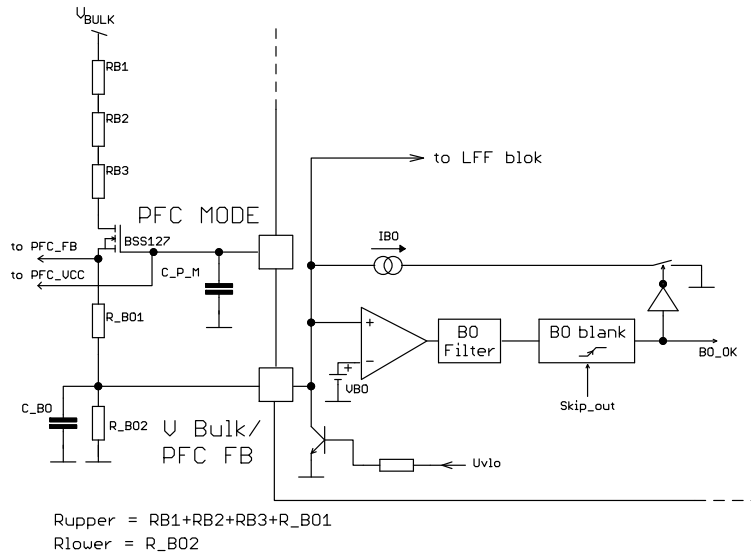 VBULK
RB1
RB2
RB3
to LFF blok
PFC MODE
BSS127
to PFC_FB
to PFC_VCC
C_P_M
IBO
R_BO1
+
-
+
VBO
BO
Filter
BO blank
BO_OK
Skip_out
C_BO
R_BO2
V Bulk/
PFC FB
Uvlo
Rupper = RB1+RB2+RB3+R_BO1
Rlower = R_BO2